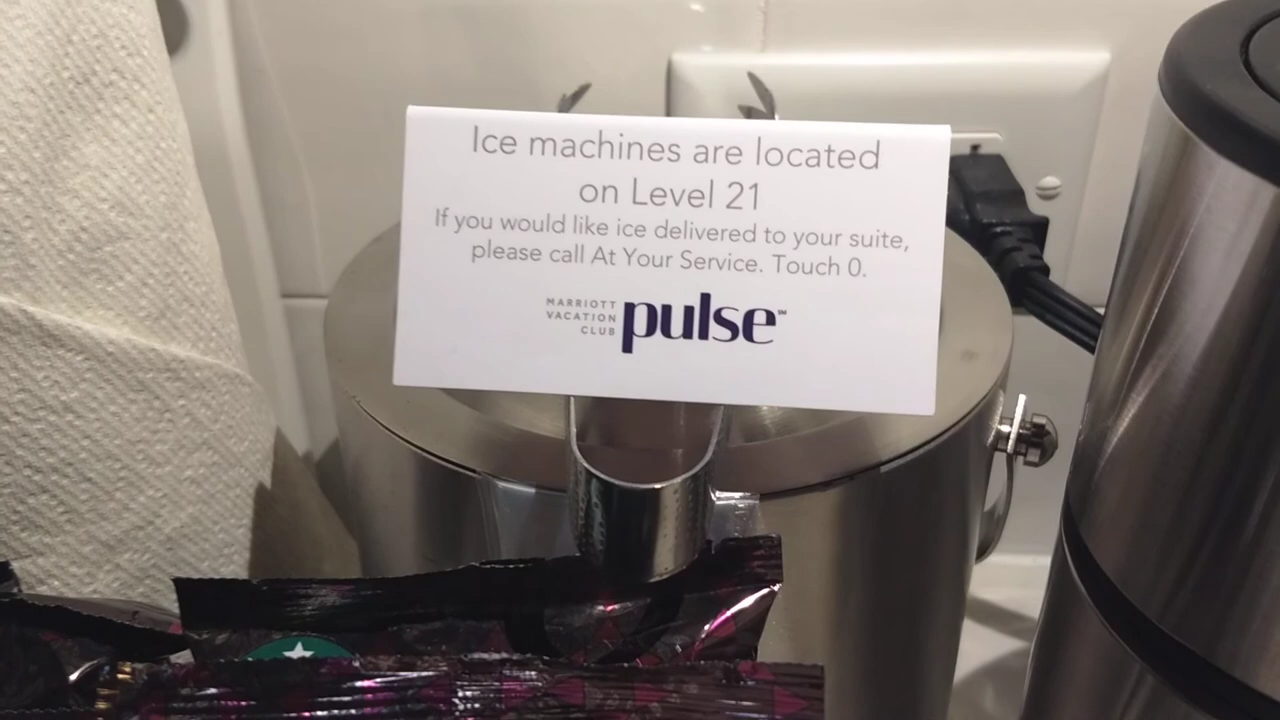 Ice machines are located
on Level 21
If you would like ice delivered to your suite,
please call At Your Service. Touch 0.
MARRIOTT
VACATION
CLUB
pulse℠